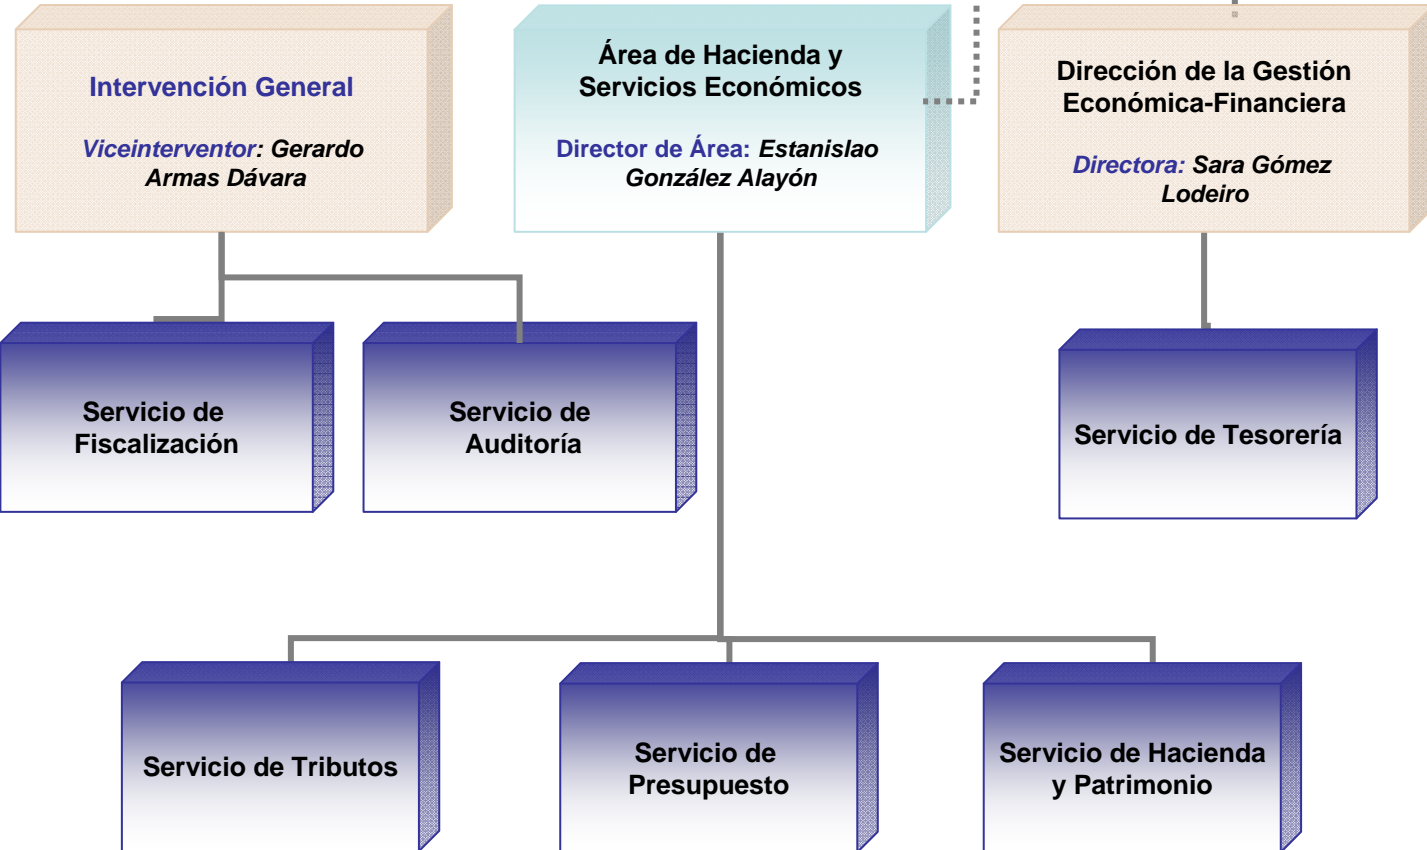 Intervención General
Viceinterventor: Gerardo
Armas Dávara
Área de Hacienda y
Servicios Económicos
Director de Área: Estanislao
González Alayón
Dirección de la Gestión
Económica-Financiera
Directora: Sara Gómez
Lodeiro
Servicio de
Fiscalización
Servicio de
Auditoría
Servicio de Tesorería
Servicio de Tributos
Servicio de
Presupuesto
Servicio de Hacienda
y Patrimonio